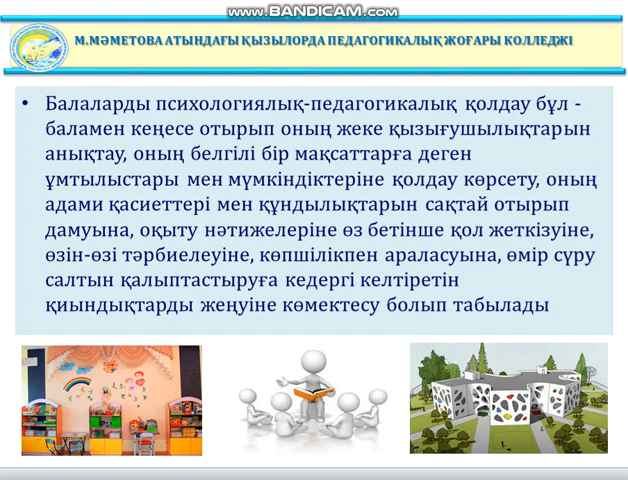 www.BANDICAM.com
М.МӘМЕТОВА АТЫНДАҒЫ ҚЫЗЫЛОРДА ПЕДАГОГИКАЛЫҚ ЖОҒАРЫ КОЛЛЕДЖІ
• Балаларды психологиялық-педагогикалық қолдау бұл -
баламен кеңесе отырып оның жеке қызығушылықтарын
анықтау, оның белгілі бір мақсаттарға деген
ұмтылыстары мен мүмкіндіктеріне қолдау көрсету, оның
адами қасиеттері мен құндылықтарын сақтай отырып
дамуына, оқыту нәтижелеріне өз бетінше қол жеткізуіне,
өзін-өзі тәрбиелеуіне, көпшілікпен араласуына, өмір сүру
салтын қалыптастыруға кедергі келтіретін
қиындықтарды жеңуіне көмектесу болып табылады